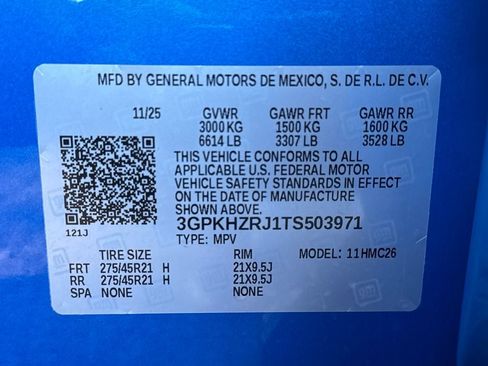 MFD BY GENERAL MOTORS DE MEXICO, S. DE R.L. DE C.V.
11/25 GVWR GAWR FRT GAWR RR
3000 KG 1500 KG 1600 KG
6614 LB 3307 LB 3528 LB
THIS VEHICLE CONFORMS TO ALL
APPLICABLE U.S. FEDERAL MOTOR
VEHICLE SAFETY STANDARDS IN EFFECT
ON THE DATE OF MANUFACTURE
SHOWN ABOVE.
121J 3GPKHZRJ1TS503971
TYPE: MPV
TIRE SIZE RIM MODEL: 11HMC26
FRT 275/45R21 H 21X9.5J
RR 275/45R21 H 21X9.5J
SPA NONE NONE